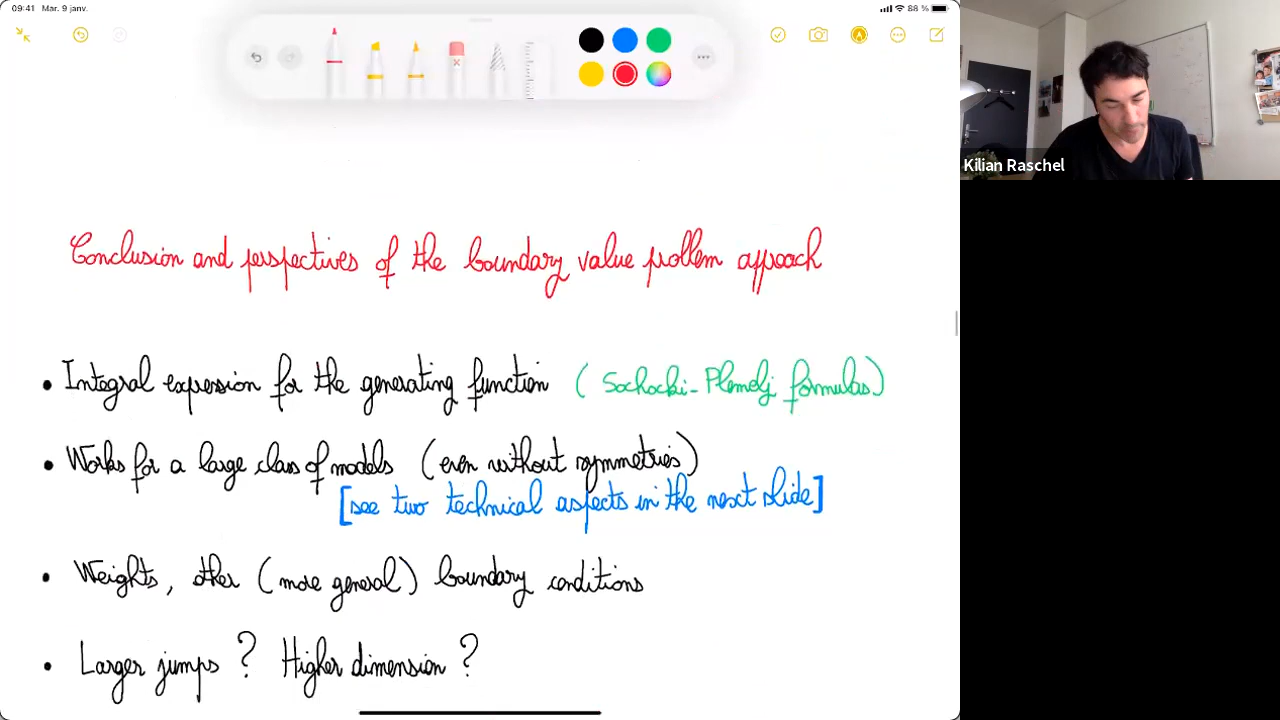 09:41 Mar. 9 janv.
88 %
Kilian Raschel
Conclusion and perspectives of the boundary value problem approach
• Integral expression for the generating function (Sochocki-Plemelj formulas)
• Works for a large class of models (even without symmetries)
[see two technical aspects in the next slide]
• Weights, other (more general) boundary conditions
• Larger jumps ? Higher dimension ?